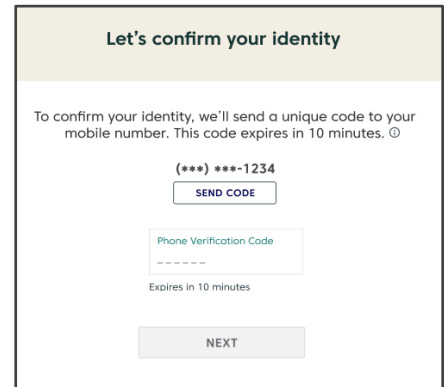 Let's confirm your identity
To confirm your identity, we'll send a unique code to your
mobile number. This code expires in 10 minutes. ⓘ
(***) ***-1234
SEND CODE
Phone Verification Code
_ _ _ _ _ _
Expires in 10 minutes
NEXT